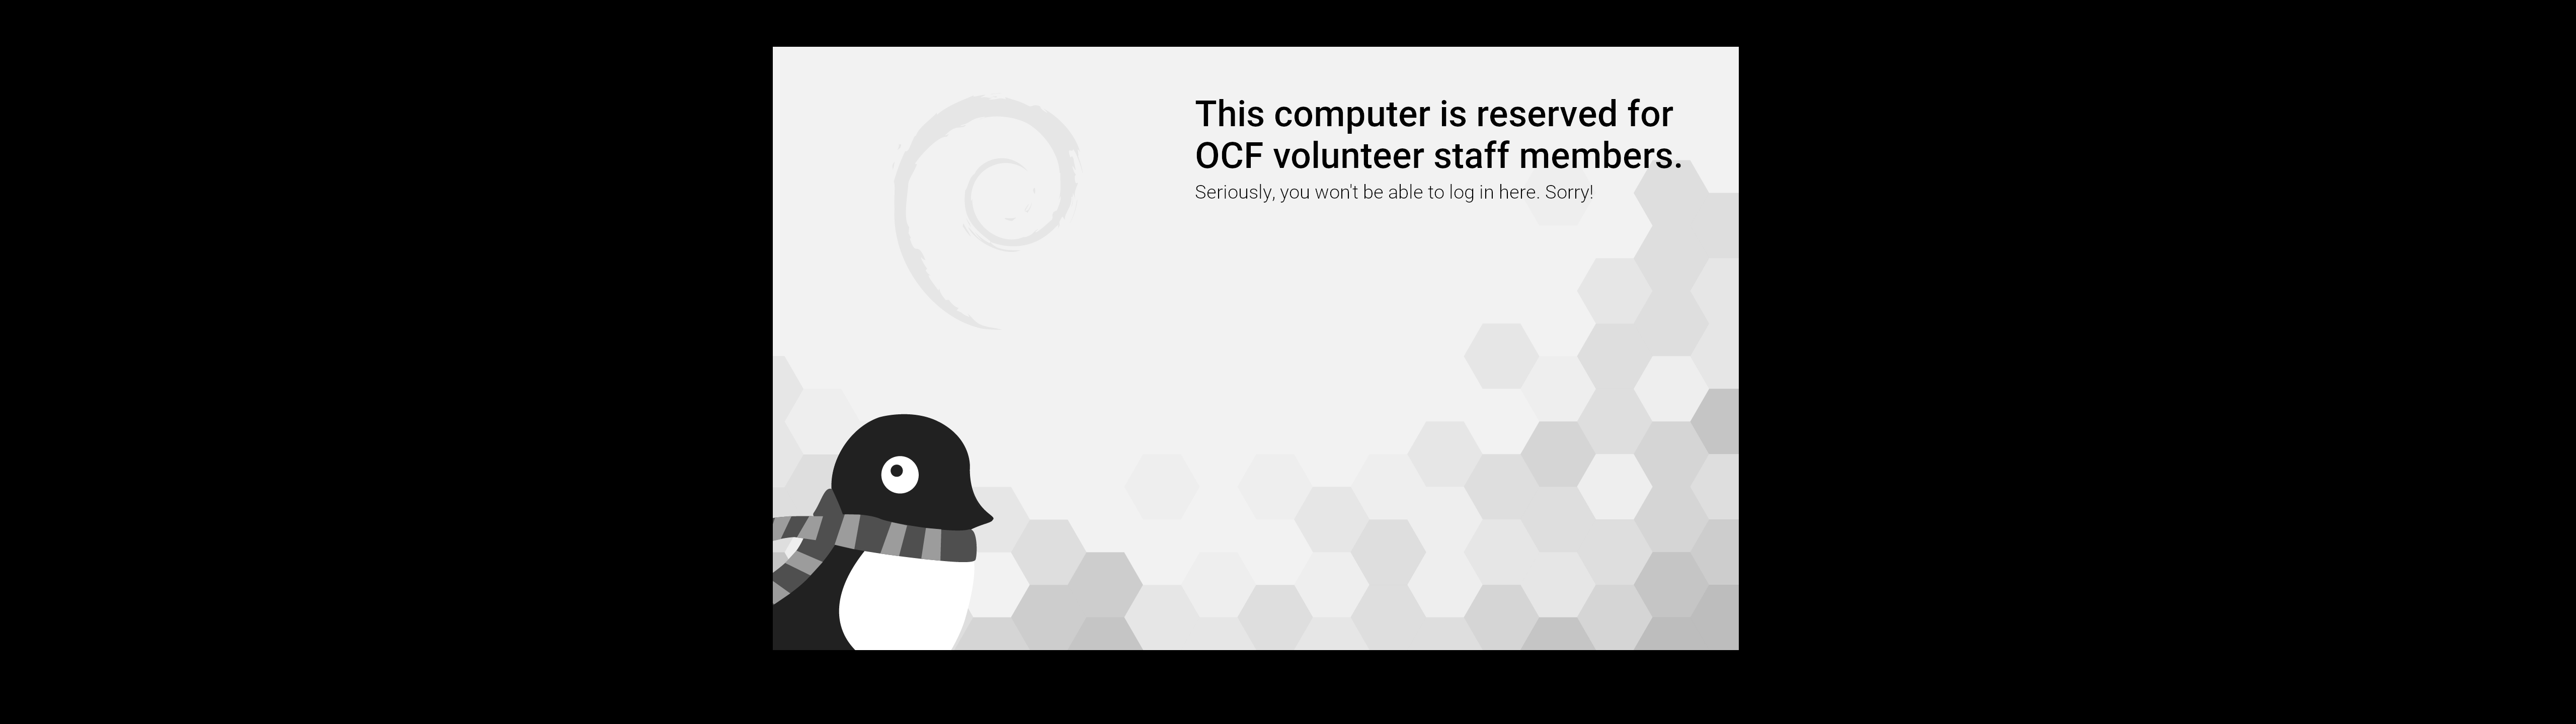 This computer is reserved for
OCF volunteer staff members.
Seriously, you won't be able to log in here. Sorry!